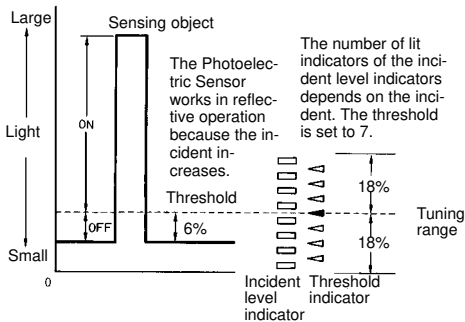 Large
Sensing object
The Photoelec-
tric Sensor
works in reflec-
tive operation
because the in-
cident in-
creases.
The number of lit
indicators of the inci-
dent level indicators
depends on the inci-
dent. The threshold
is set to 7.
ON
Light
Threshold
18%
OFF
6%
Tuning
range
18%
Small
0
Incident
level
indicator
Threshold
indicator